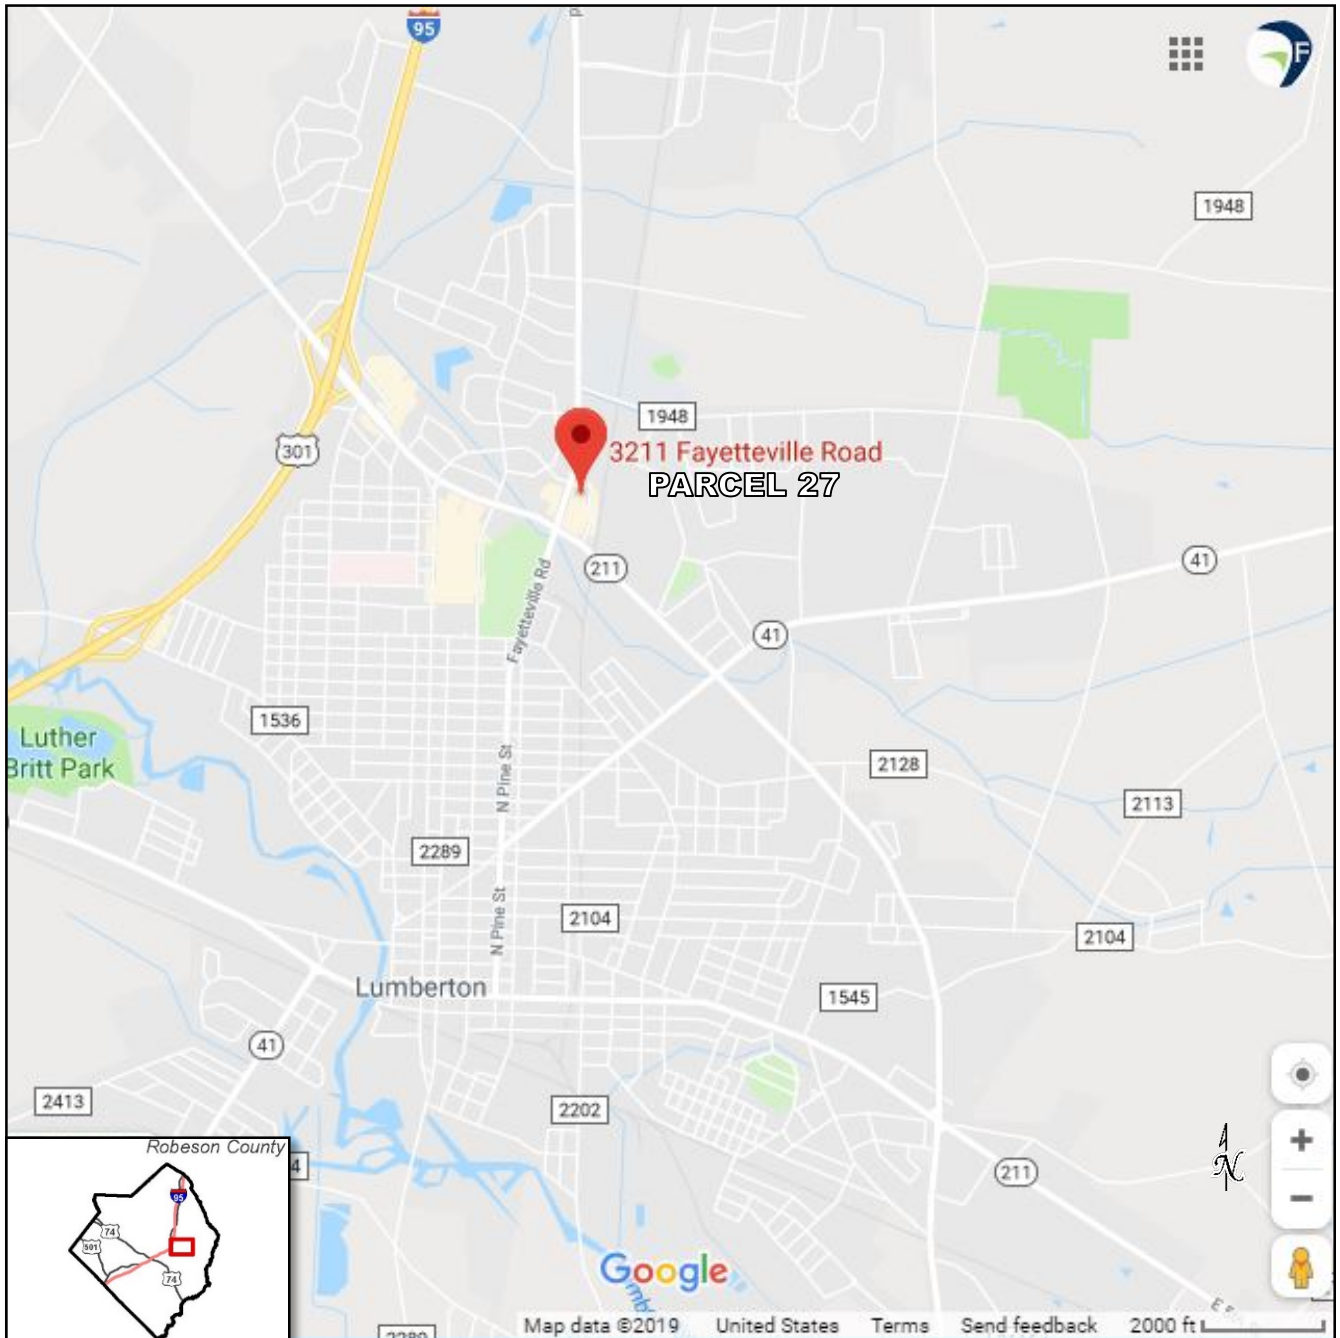 95
F
1948
1948
3211 Fayetteville Road
PARCEL 27
301
211
41
Fayetteville Rd
41
1536
Luther
Britt Park
N Pine St
2128
2113
2289
N Pine St
2104
2104
Lumberton
1545
41
2413
2202
Robeson County
4
N
211
95
74
501
74
Google
2289
Map data ©2019 United States Terms Send feedback 2000 ft